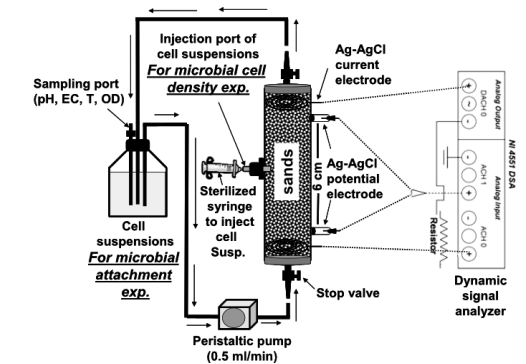 Injection port of
cell suspensions
For microbial cell
density exp.
Ag-AgCl
current
electrode
Sampling port
(pH, EC, T, OD)
sands
6 cm
Ag-AgCl
potential
electrode
Sterilized
syringe
to inject
cell
Susp.
Cell
suspensions
For microbial
attachment
exp.
Stop valve
Peristaltic pump
(0.5 ml/min)
Analog Output
DACH 0
+
~
-
NI 4551 DSA
Analog Input
-
ACH 1
+
-
ACH 0
+
Resistor
Dynamic
signal
analyzer